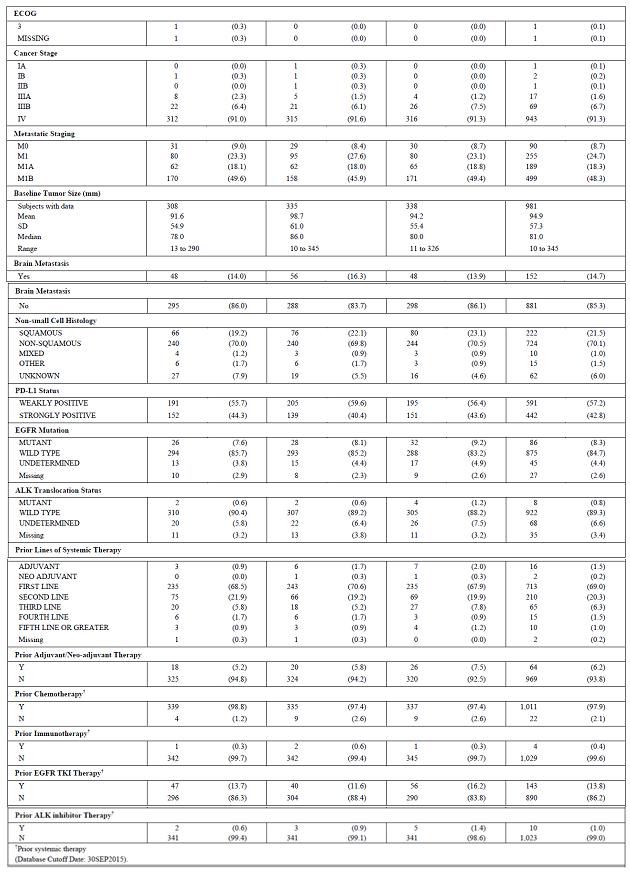 ECOG
3 1 (0.3) 0 (0.0) 0 (0.0) 1 (0.1)
MISSING 1 (0.3) 0 (0.0) 0 (0.0) 1 (0.1)
Cancer Stage
IA 0 (0.0) 1 (0.3) 0 (0.0) 1 (0.1)
IB 1 (0.3) 1 (0.3) 0 (0.0) 2 (0.2)
IIB 0 (0.0) 1 (0.3) 0 (0.0) 1 (0.1)
IIIA 8 (2.3) 5 (1.5) 4 (1.2) 17 (1.6)
IIIB 22 (6.4) 21 (6.1) 26 (7.5) 69 (6.7)
IV 312 (91.0) 315 (91.6) 316 (91.3) 943 (91.3)
Metastatic Staging
M0 31 (9.0) 29 (8.4) 30 (8.7) 90 (8.7)
M1 80 (23.3) 95 (27.6) 80 (23.1) 255 (24.7)
M1A 62 (18.1) 62 (18.0) 65 (18.8) 189 (18.3)
M1B 170 (49.6) 158 (45.9) 171 (49.4) 499 (48.3)
Baseline Tumor Size (mm)
Subjects with data 308 335 338 981
Mean 91.6 98.7 94.2 94.9
SD 54.9 61.0 55.4 57.3
Median 78.0 86.0 80.0 81.0
Range 13 to 290 10 to 345 11 to 326 10 to 345
Brain Metastasis
Yes 48 (14.0) 56 (16.3) 48 (13.9) 152 (14.7)
Brain Metastasis
No 295 (86.0) 288 (83.7) 298 (86.1) 881 (85.3)
Non-small Cell Histology
SQUAMOUS 66 (19.2) 76 (22.1) 80 (23.1) 222 (21.5)
NON-SQUAMOUS 240 (70.0) 240 (69.8) 244 (70.5) 724 (70.1)
MIXED 4 (1.2) 3 (0.9) 3 (0.9) 10 (1.0)
OTHER 6 (1.7) 6 (1.7) 3 (0.9) 15 (1.5)
UNKNOWN 27 (7.9) 19 (5.5) 16 (4.6) 62 (6.0)
PD-L1 Status
WEAKLY POSITIVE 191 (55.7) 205 (59.6) 195 (56.4) 591 (57.2)
STRONGLY POSITIVE 152 (44.3) 139 (40.4) 151 (43.6) 442 (42.8)
EGFR Mutation
MUTANT 26 (7.6) 28 (8.1) 32 (9.2) 86 (8.3)
WILD TYPE 294 (85.7) 293 (85.2) 288 (83.2) 875 (84.7)
UNDETERMINED 13 (3.8) 15 (4.4) 17 (4.9) 45 (4.4)
Missing 10 (2.9) 8 (2.3) 9 (2.6) 27 (2.6)
ALK Translocation Status
MUTANT 2 (0.6) 2 (0.6) 4 (1.2) 8 (0.8)
WILD TYPE 310 (90.4) 307 (89.2) 305 (88.2) 922 (89.3)
UNDETERMINED 20 (5.8) 22 (6.4) 26 (7.5) 68 (6.6)
Missing 11 (3.2) 13 (3.8) 11 (3.2) 35 (3.4)
Prior Lines of Systemic Therapy
ADJUVANT 3 (0.9) 6 (1.7) 7 (2.0) 16 (1.5)
NEO ADJUVANT 0 (0.0) 1 (0.3) 1 (0.3) 2 (0.2)
FIRST LINE 235 (68.5) 243 (70.6) 235 (67.9) 713 (69.0)
SECOND LINE 75 (21.9) 66 (19.2) 69 (19.9) 210 (20.3)
THIRD LINE 20 (5.8) 18 (5.2) 27 (7.8) 65 (6.3)
FOURTH LINE 6 (1.7) 6 (1.7) 3 (0.9) 15 (1.5)
FIFTH LINE OR GREATER 3 (0.9) 3 (0.9) 4 (1.2) 10 (1.0)
Missing 1 (0.3) 1 (0.3) 0 (0.0) 2 (0.2)
Prior Adjuvant/Neo-adjuvant Therapy
Y 18 (5.2) 20 (5.8) 26 (7.5) 64 (6.2)
N 325 (94.8) 324 (94.2) 320 (92.5) 969 (93.8)
Prior Chemotherapy†
Y 339 (98.8) 335 (97.4) 337 (97.4) 1,011 (97.9)
N 4 (1.2) 9 (2.6) 9 (2.6) 22 (2.1)
Prior Immunotherapy†
Y 1 (0.3) 2 (0.6) 1 (0.3) 4 (0.4)
N 342 (99.7) 342 (99.4) 345 (99.7) 1,029 (99.6)
Prior EGFR TKI Therapy†
Y 47 (13.7) 40 (11.6) 56 (16.2) 143 (13.8)
N 296 (86.3) 304 (88.4) 290 (83.8) 890 (86.2)
Prior ALK inhibitor Therapy†
Y 2 (0.6) 3 (0.9) 5 (1.4) 10 (1.0)
N 341 (99.4) 341 (99.1) 341 (98.6) 1,023 (99.0)
†Prior systemic therapy
(Database Cutoff Date: 30SEP2015).